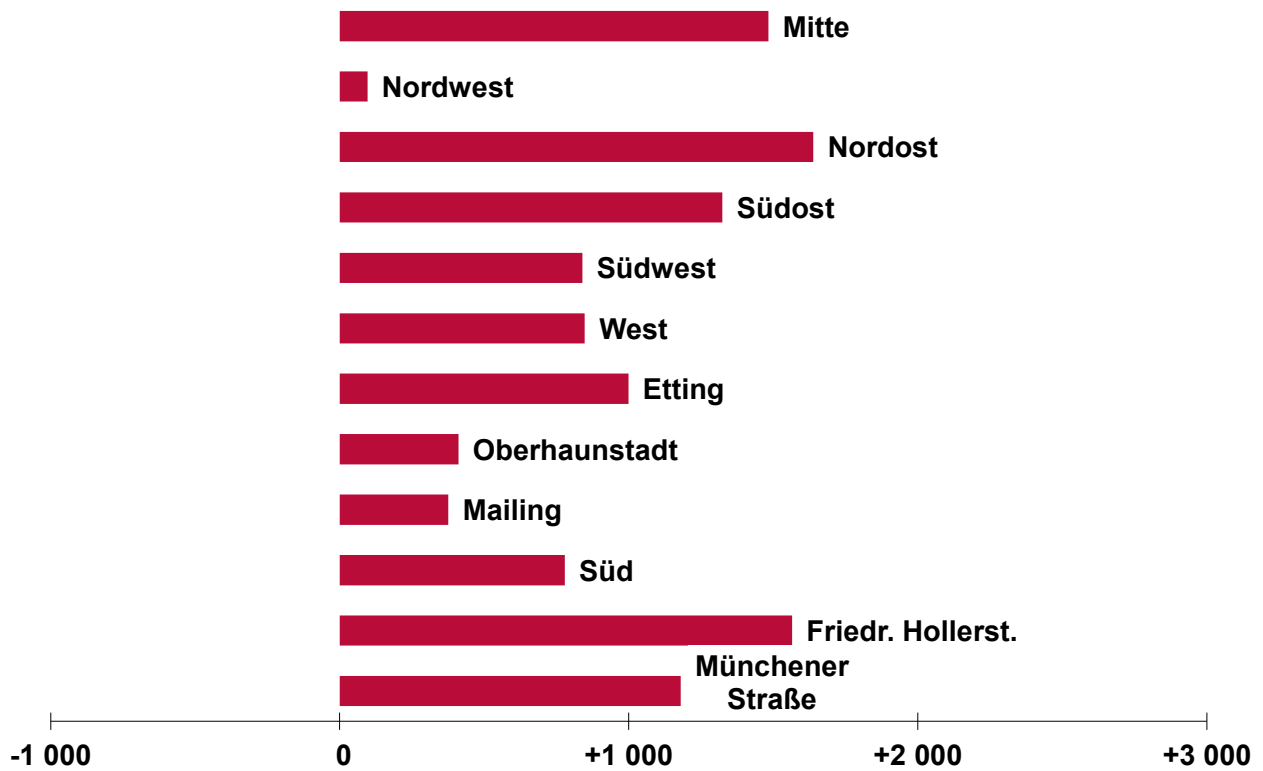 Mitte
Nordwest
Nordost
Südost
Südwest
West
Etting
Oberhaunstadt
Mailing
Süd
Friedr. Hollerst.
Münchener
Straße
-1 000 0 +1 000 +2 000 +3 000